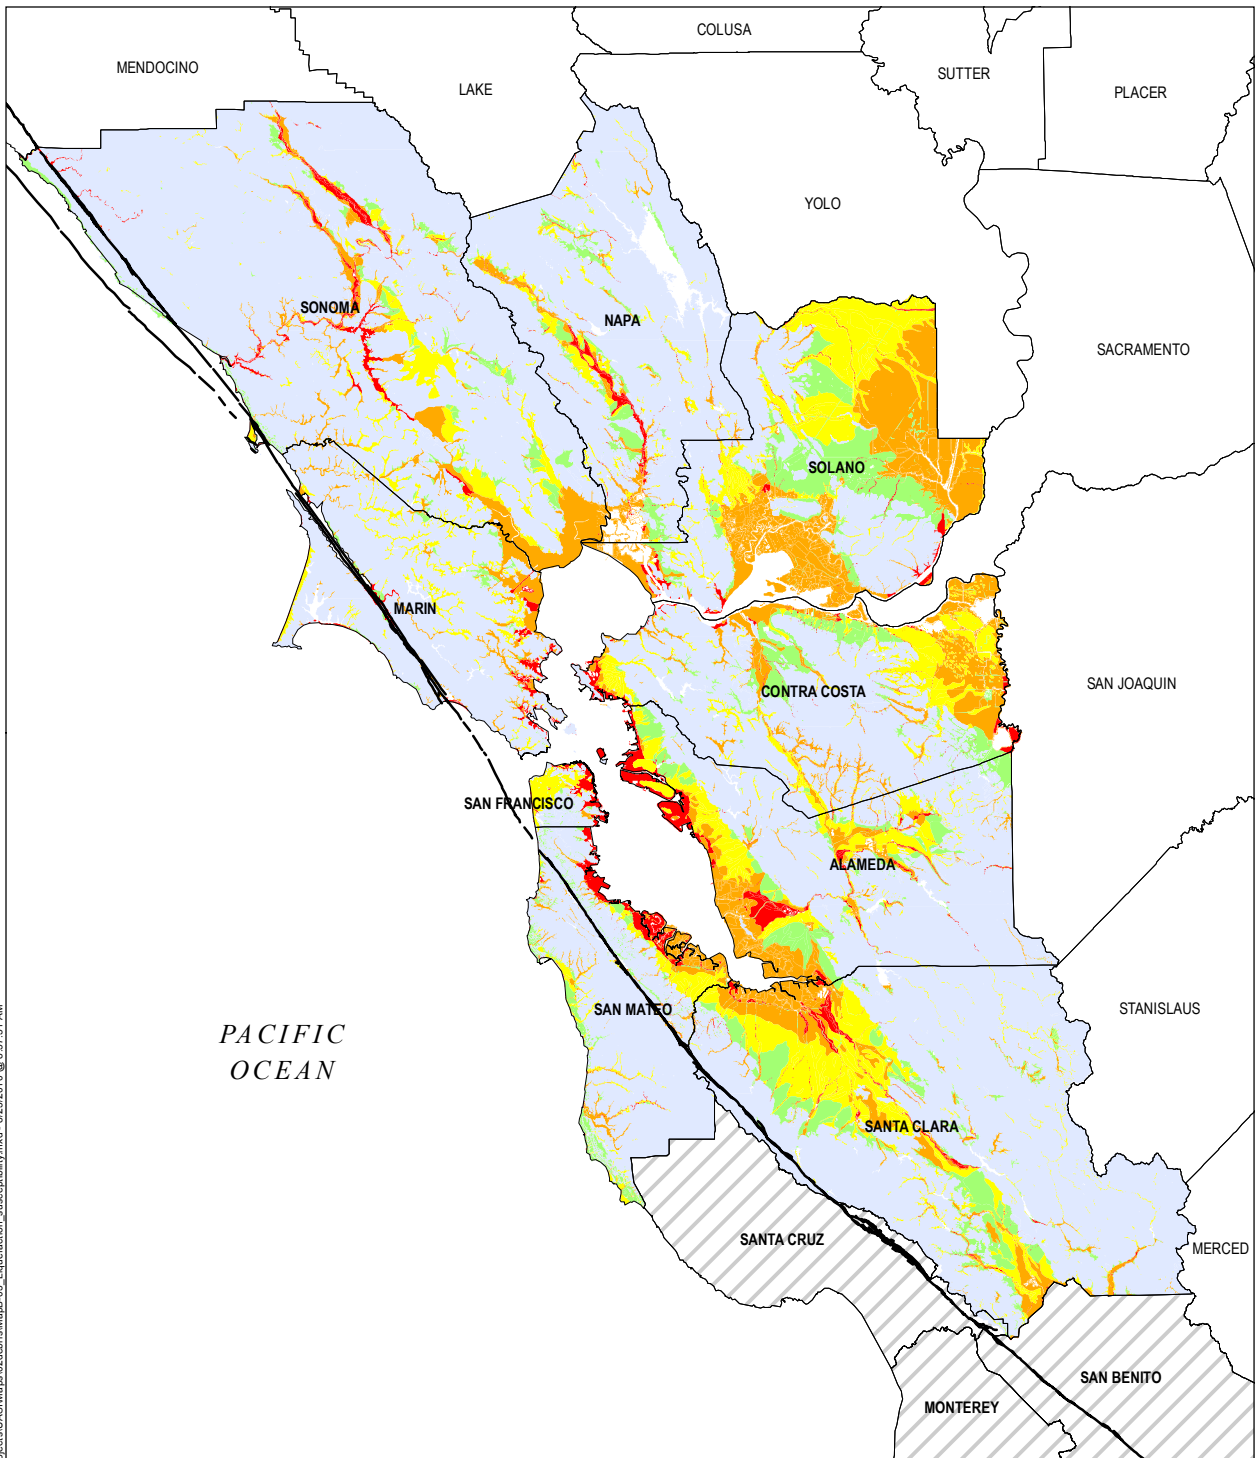 COLUSA
MENDOCINO
SUTTER
LAKE
PLACER
YOLO
SONOMA
NAPA
SACRAMENTO
SOLANO
MARIN
SAN JOAQUIN
CONTRA COSTA
SAN FRANCISCO
ALAMEDA
SAN MATEO
STANISLAUS
PACIFIC
OCEAN
SANTA CLARA
SANTA CRUZ
MERCED
SAN BENITO
MONTEREY